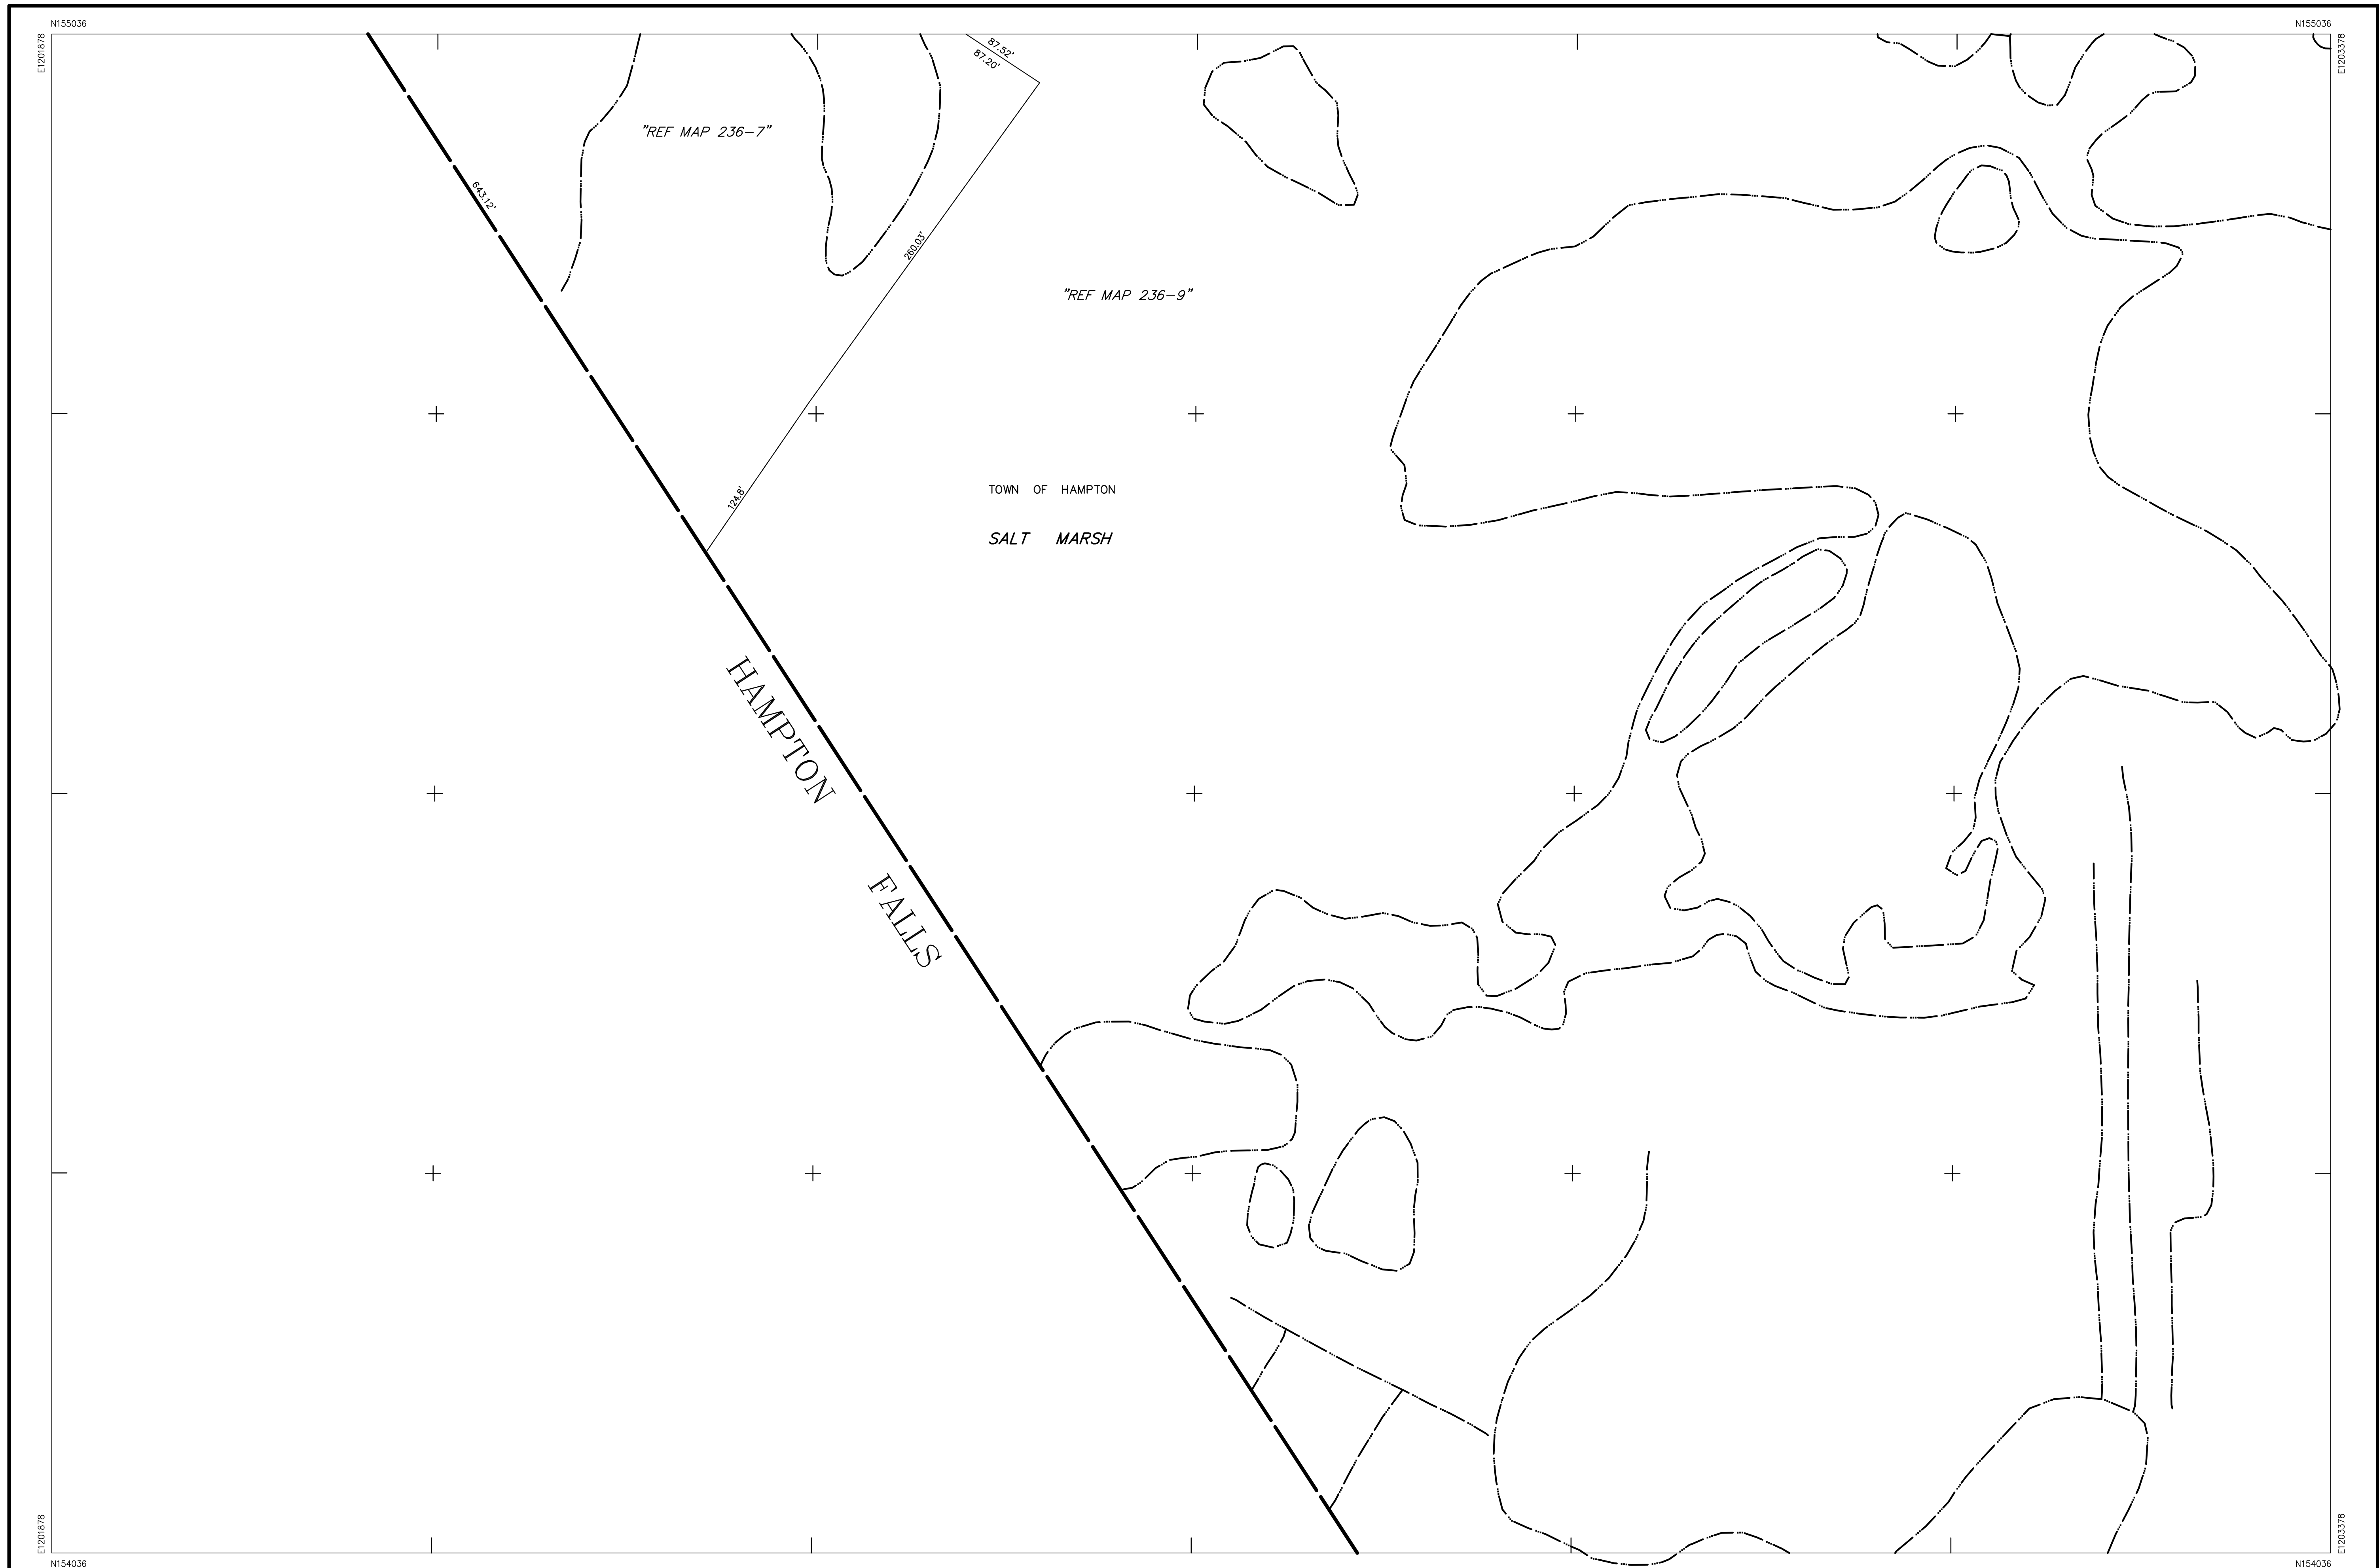 N155036
N155036
E1201878
E1203378
87.52'
87.20'
"REF MAP 236-7"
643.12'
260.03'
"REF MAP 236-9"
124.8'
TOWN OF HAMPTON
SALT MARSH
HAMPTON FALLS
E1201878
E1203378
N154036
N154036